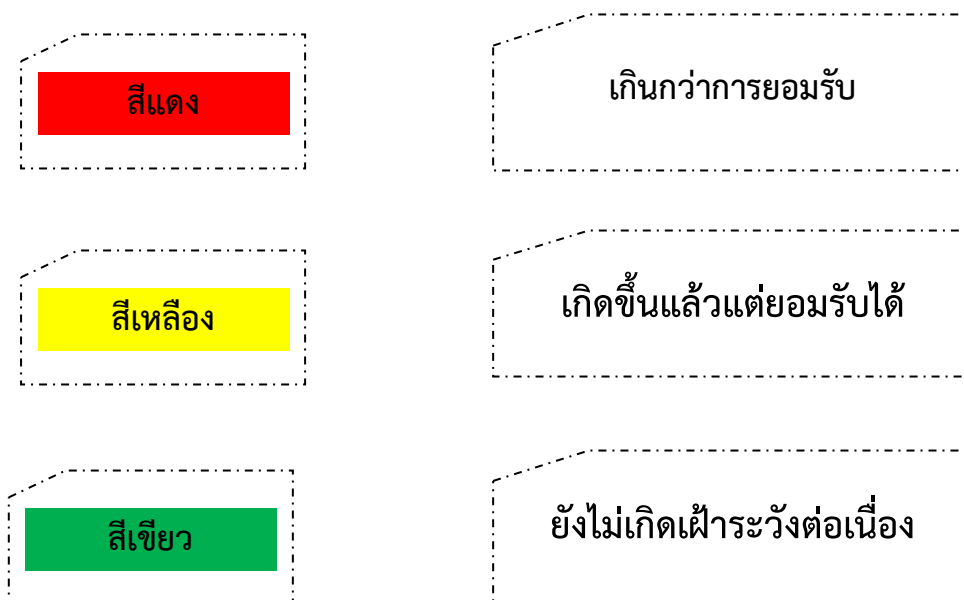 สีแดง
เกินกว่าการยอมรับ
สีเหลือง
เกิดขึ้นแล้วแต่ยอมรับได้
สีเขียว
ยังไม่เกิดเฝ้าระวังต่อเนื่อง